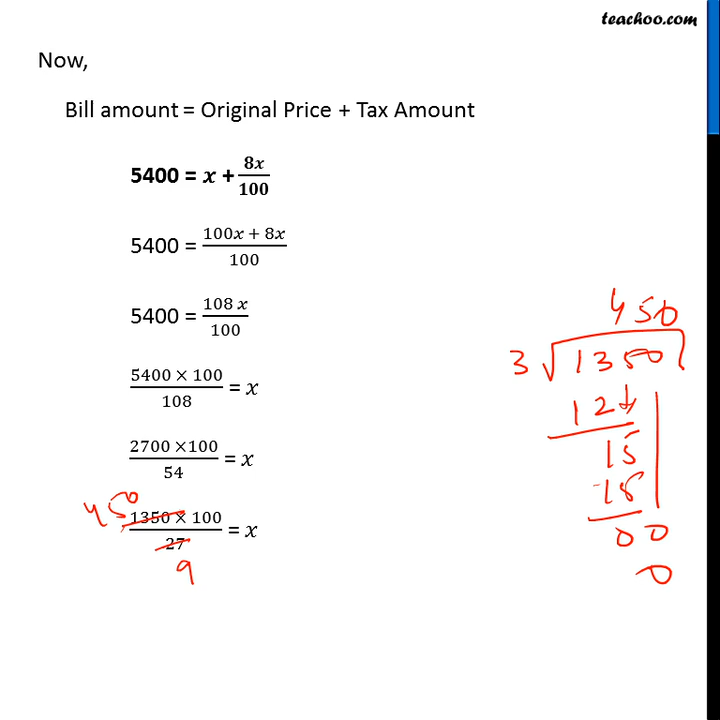 teachoo.com
Now,
Bill amount = Original Price + Tax Amount
5400 = x + 8x/100
5400 = (100x + 8x)/100
5400 = 108 x/100
(5400 × 100)/108 = x
(2700 ×100)/54 = x
450
(1350 × 100)/27 = x
9
450
3 √1350
12↓
15
-15
00
0